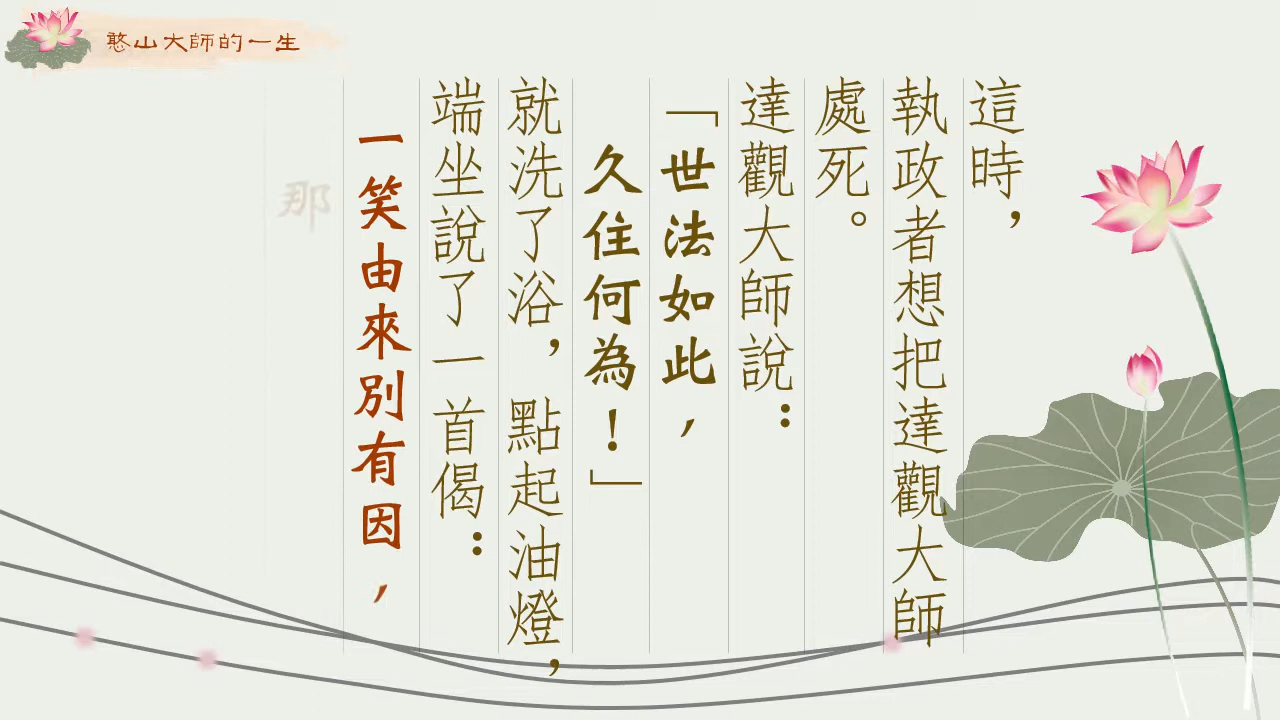 憨山大師的一生
這時，
執政者想把達觀大師
處死。
達觀大師說：
「世法如此，
久住何為！」
就洗了浴，點起油燈，
端坐說了一首偈：
一笑由來別有因，
那